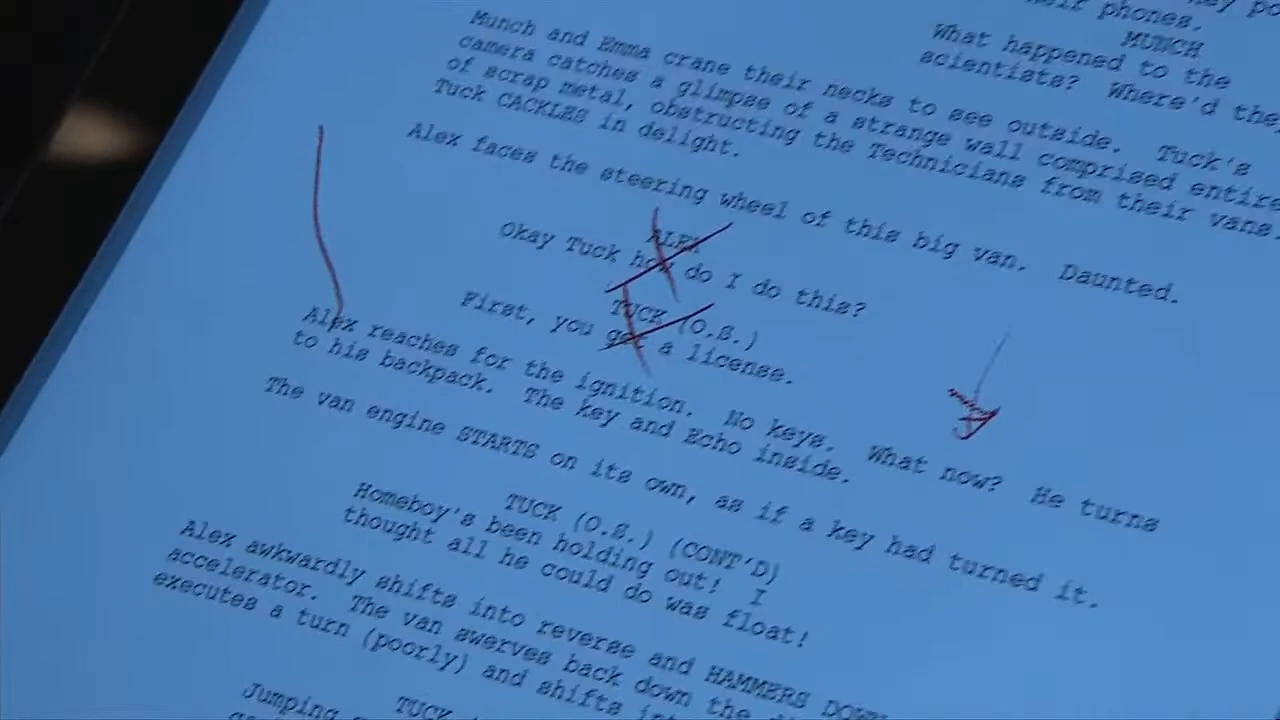 their phones.
MUNCH
What happened to the
scientists? Where'd the
Munch and Emma crane their necks to see outside. Tuck's
camera catches a glimpse of a strange wall comprised entire
of scrap metal, obstructing the Technicians from their vans.
Tuck CACKLES in delight.
Alex faces the steering wheel of this big van. Daunted.
ALEX
Okay Tuck how do I do this?
TUCK (O.S.)
First, you get a license.
Alex reaches for the ignition. No keys. What now? He turns
to his backpack. The key and Echo inside.
The van engine STARTS on its own, as if a key had turned it.
TUCK (O.S.) (CONT'D)
Homeboy's been holding out! I
thought all he could do was float!
Alex awkwardly shifts into reverse and HAMMERS DOWN
accelerator. The van swerves back down the
executes a turn (poorly) and shifts
TUCK
Jumping